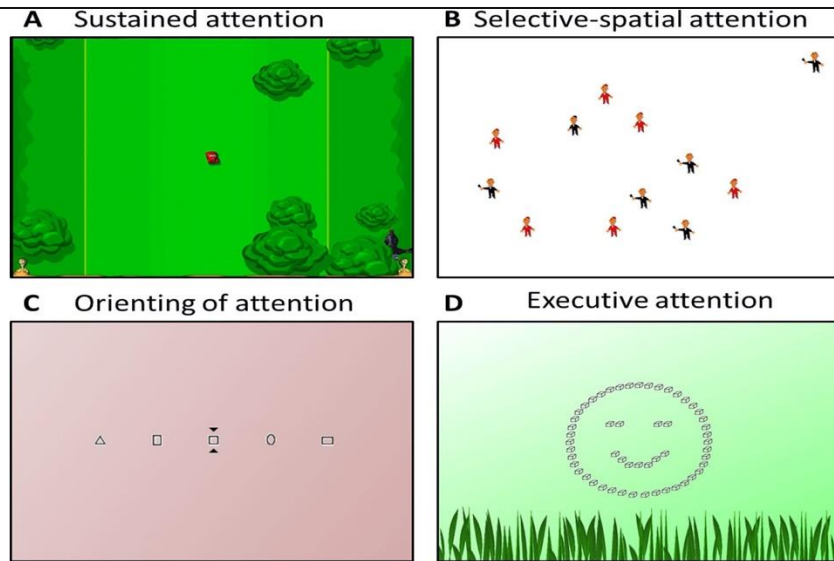 A Sustained attention
B Selective-spatial attention
C Orienting of attention
D Executive attention